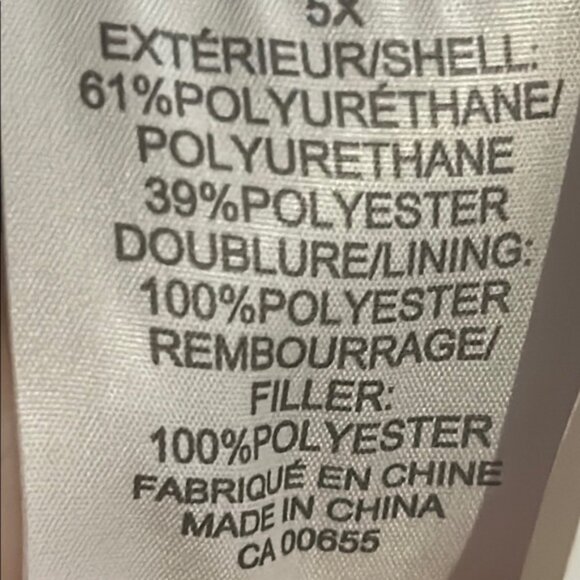 5X
EXTÉRIEUR/SHELL:
61%POLYURÉTHANE/
POLYURETHANE
39%POLYESTER
DOUBLURE/LINING:
100%POLYESTER
REMBOURRAGE/
FILLER:
100%POLYESTER
FABRIQUÉ EN CHINE
MADE IN CHINA
CA 00655